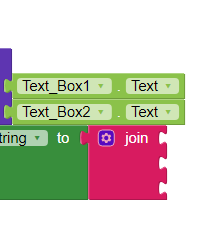 Text_Box1 . Text
Text_Box2 . Text
tring to join